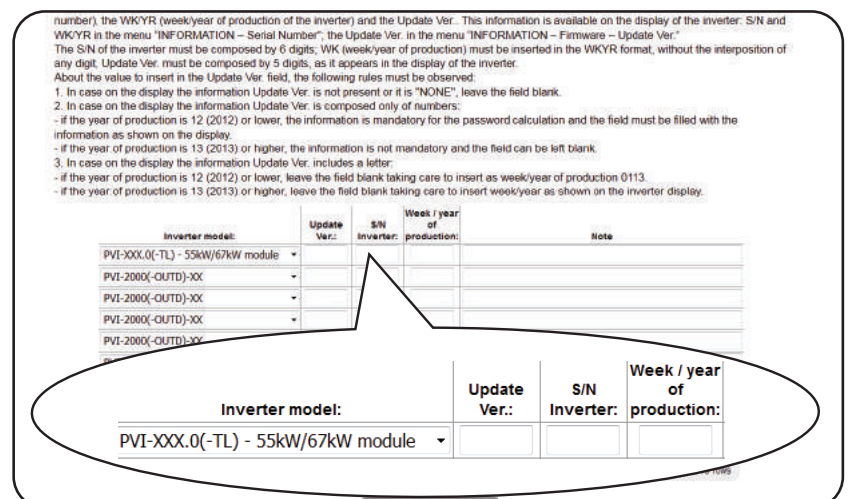 number), the WK/YR (week/year of production of the inverter) and the Update Ver.. This information is available on the display of the inverter: S/N and
WK/YR in the menu "INFORMATION – Serial Number"; the Update Ver. in the menu "INFORMATION – Firmware – Update Ver."
The S/N of the inverter must be composed by 6 digits; WK (week/year of production) must be inserted in the WKYR format, without the interposition of
any digit, Update Ver. must be composed by 5 digits, as it appears in the display of the inverter.
About the value to insert in the Update Ver. field, the following rules must be observed:
1. In case on the display the information Update Ver. is not present or it is "NONE", leave the field blank.
2. In case on the display the information Update Ver. is composed only of numbers:
- if the year of production is 12 (2012) or lower, the information is mandatory for the password calculation and the field must be filled with the
information as shown on the display.
- if the year of production is 13 (2013) or higher, the information is not mandatory and the field can be left blank.
3. In case on the display the information Update Ver. includes a letter:
- if the year of production is 12 (2012) or lower, leave the field blank taking care to insert as week/year of production 0113.
- if the year of production is 13 (2013) or higher, leave the field blank taking care to insert week/year as shown on the inverter display.
Inverter model: Update Ver.: S/N Inverter: Week / year of production: Note
PVI-XXX.0(-TL) - 55kW/67kW module
PVI-2000(-OUTD)-XX
PVI-2000(-OUTD)-XX
PVI-2000(-OUTD)-XX
PVI-2000(-OUTD)-XX
Inverter model: Update Ver.: S/N Inverter: Week / year of production:
PVI-XXX.0(-TL) - 55kW/67kW module